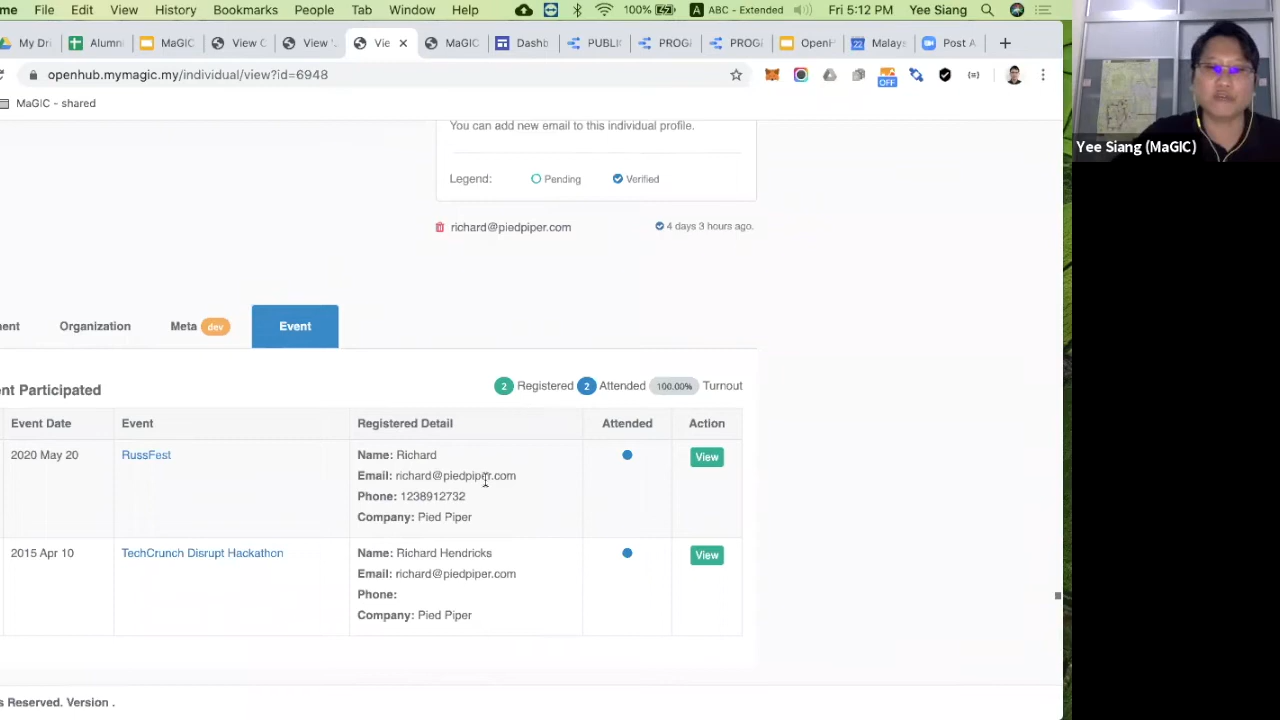 me File Edit View History Bookmarks People Tab Window Help 100% A ABC - Extended Fri 5:12 PM Yee Siang
My Dri Alumn MaGIC View C View ' Vie MaGIC Dashb PUBLI PROGI PROGI OpenH 22 Malays Post A
openhub.mymagic.my/individual/view?id=6948
OFF
MaGIC - shared
Yee Siang (MaGIC)
You can add new email to this individual profile.
Legend: Pending Verified
richard@piedpiper.com 4 days 3 hours ago.
ent Organization Meta dev Event
ent Participated 2 Registered 2 Attended 100.00% Turnout
Event Date Event Registered Detail Attended Action
2020 May 20 RussFest Name: Richard View
Email: richard@piedpiper.com
Phone: 1238912732
Company: Pied Piper
2015 Apr 10 TechCrunch Disrupt Hackathon Name: Richard Hendricks View
Email: richard@piedpiper.com
Phone:
Company: Pied Piper
s Reserved. Version .